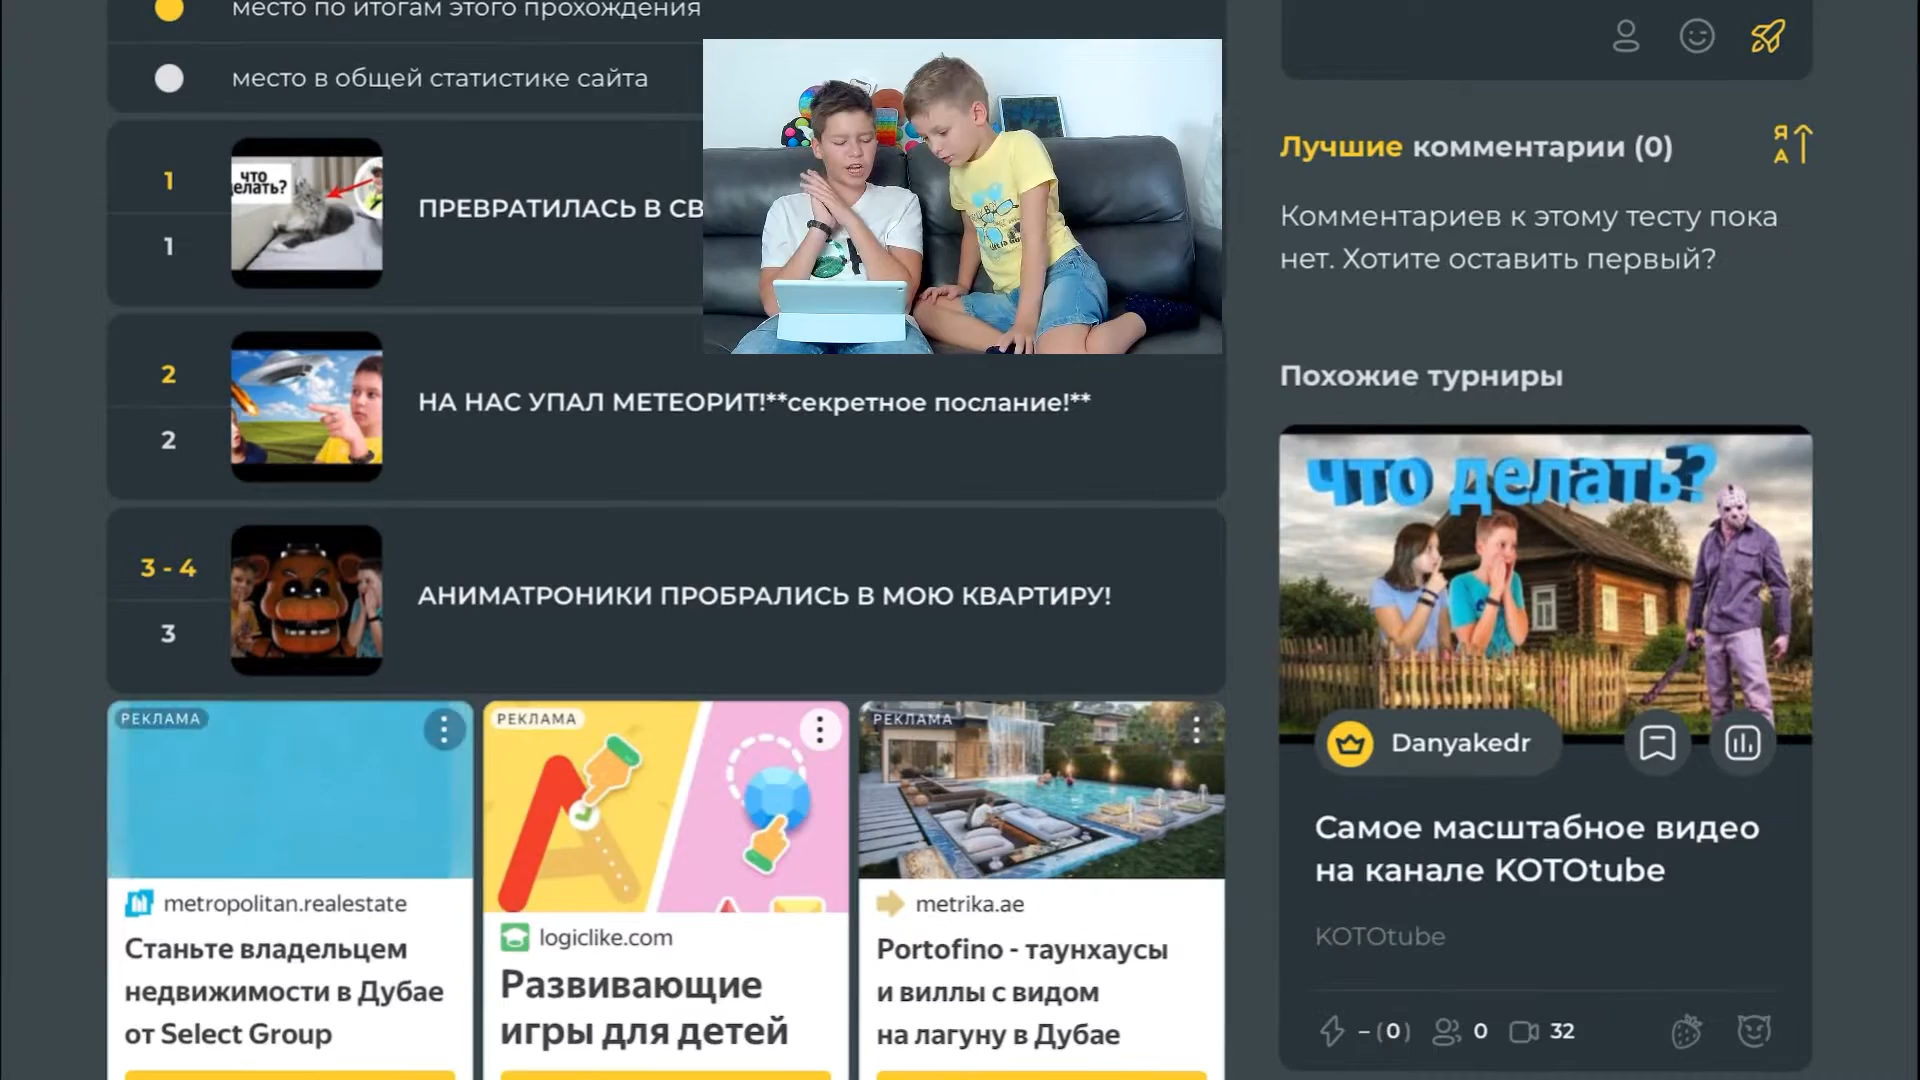 место по итогам этого прохождения
место в общей статистике сайта
1
1
что
делать?
ПРЕВРАТИЛАСЬ В СВ
2
2
НА НАС УПАЛ МЕТЕОРИТ!**секретное послание!**
3 - 4
3
АНИМАТРОНИКИ ПРОБРАЛИСЬ В МОЮ КВАРТИРУ!
РЕКЛАМА
metropolitan.realestate
Станьте владельцем
недвижимости в Дубае
от Select Group
РЕКЛАМА
logiclike.com
Развивающие
игры для детей
РЕКЛАМА
metrika.ae
Portofino - таунхаусы
и виллы с видом
на лагуну в Дубае
Лучшие комментарии (0)
Я
А
Комментариев к этому тесту пока
нет. Хотите оставить первый?
Похожие турниры
что делать?
Danyakedr
Самое масштабное видео
на канале KOTOtube
KOTOtube
– (0)
0
32